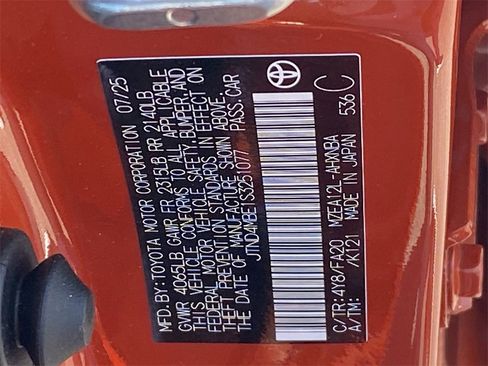 MFD. BY: TOYOTA MOTOR CORPORATION 07/25
GVWR 4065LB GAWR FR 2315LB RR 2140LB
THIS VEHICLE CONFORMS TO ALL APPLICABLE
FEDERAL MOTOR VEHICLE SAFETY, BUMPER, AND
THEFT PREVENTION STANDARDS IN EFFECT ON
THE DATE OF MANUFACTURE SHOWN ABOVE.
JTND4MBE1S3251077 PASS. CAR
C/TR: 4Y8/FA20 MZEA12L-AHXNBA
A/TM: /K121 MADE IN JAPAN 536 C